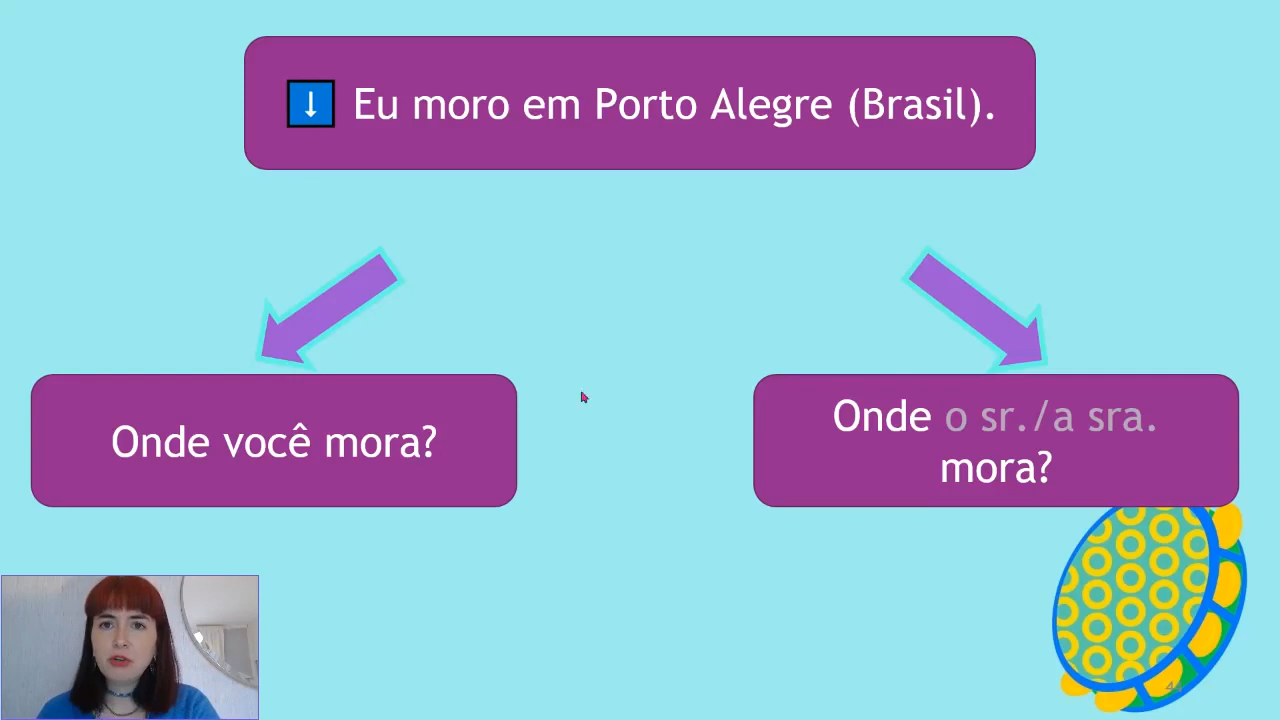 ↓ Eu moro em Porto Alegre (Brasil).
Onde você mora?
Onde o sr./a sra.
mora?